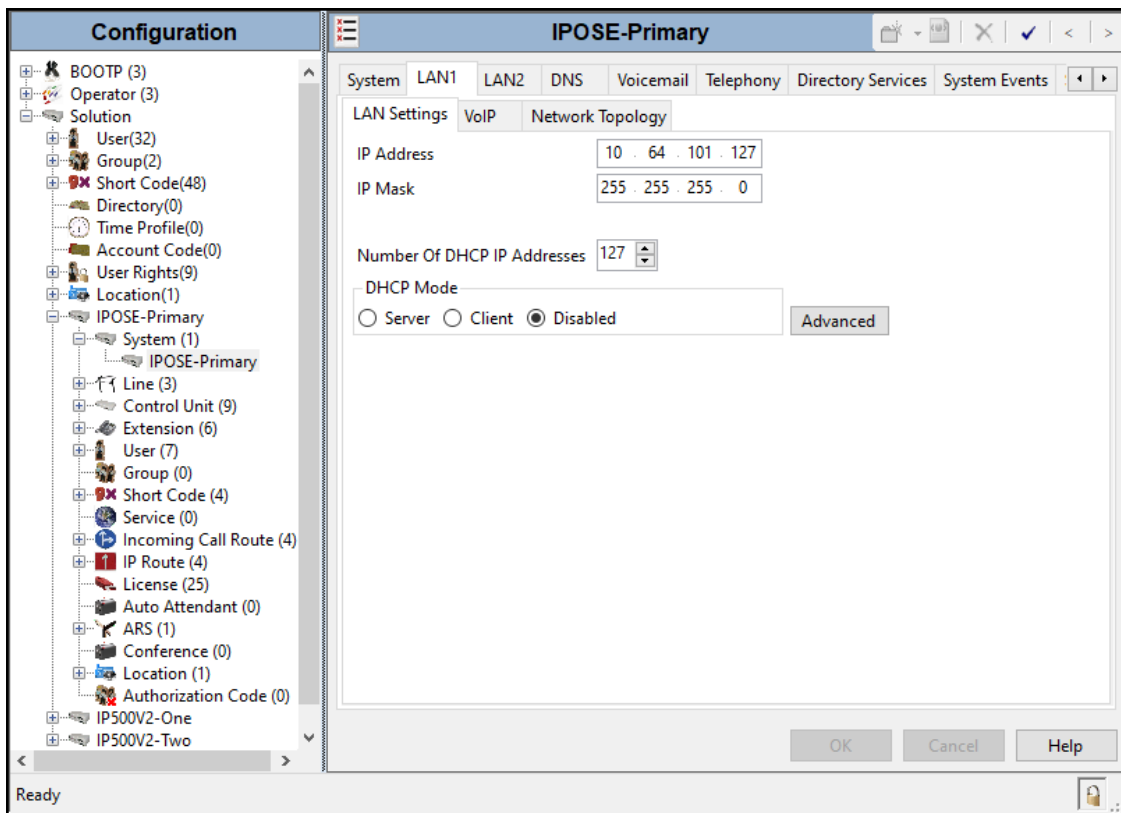 Configuration
BOOTP (3)
Operator (3)
Solution
User(32)
Group(2)
Short Code(48)
Directory(0)
Time Profile(0)
Account Code(0)
User Rights(9)
Location(1)
IPOSE-Primary
System (1)
IPOSE-Primary
Line (3)
Control Unit (9)
Extension (6)
User (7)
Group (0)
Short Code (4)
Service (0)
Incoming Call Route (4)
IP Route (4)
License (25)
Auto Attendant (0)
ARS (1)
Conference (0)
Location (1)
Authorization Code (0)
IP500V2-One
IP500V2-Two
IPOSE-Primary
System LAN1 LAN2 DNS Voicemail Telephony Directory Services System Events
LAN Settings VoIP Network Topology
IP Address 10 . 64 . 101 . 127
IP Mask 255 . 255 . 255 . 0
Number Of DHCP IP Addresses 127
DHCP Mode
Server Client Disabled Advanced
OK Cancel Help
Ready